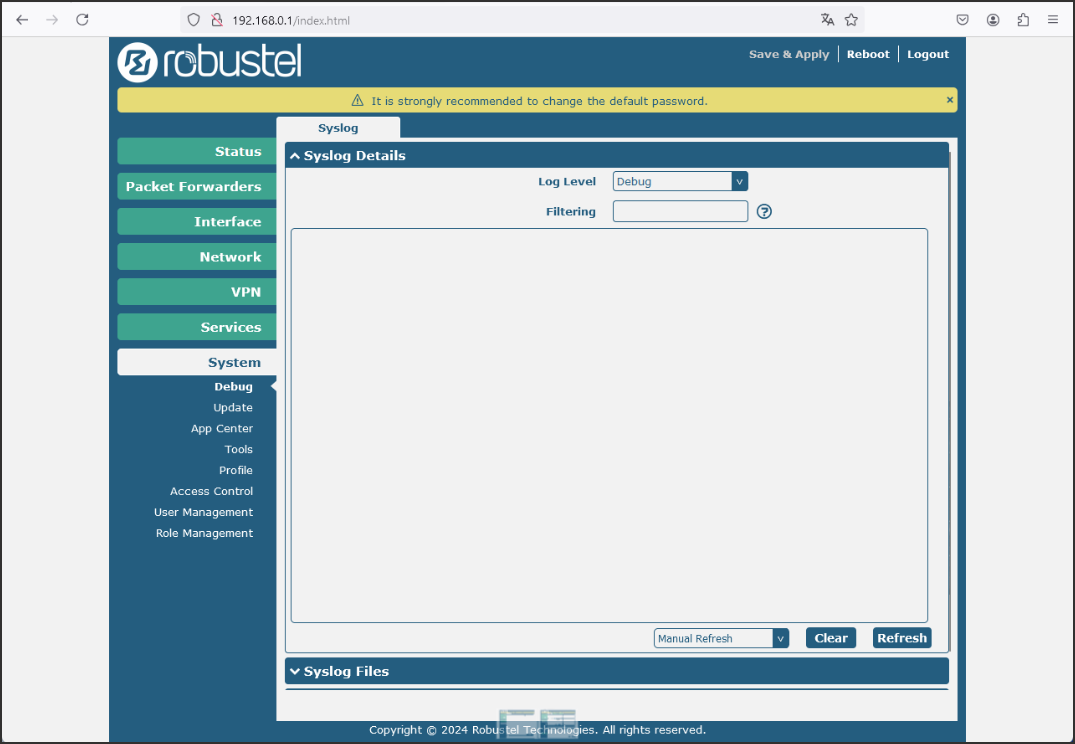 192.168.0.1/index.html
robustel
Save & Apply
Reboot
Logout
It is strongly recommended to change the default password.
×
Syslog
Status
Packet Forwarders
Interface
Network
VPN
Services
System
Debug
Update
App Center
Tools
Profile
Access Control
User Management
Role Management
Syslog Details
Log Level
Debug
v
Filtering
?
Manual Refresh
v
Clear
Refresh
Syslog Files
Copyright © 2024 Robustel Technologies. All rights reserved.